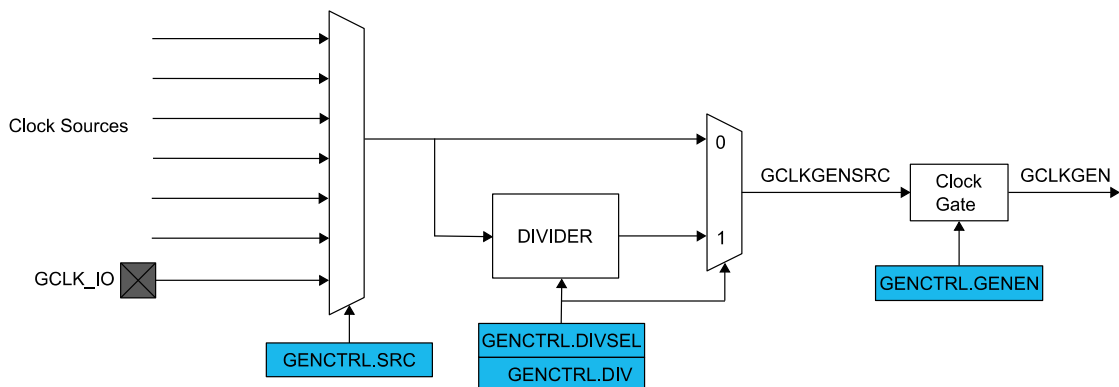 Clock Sources
GCLK_IO
GENCTRL.SRC
DIVIDER
GENCTRL.DIVSEL
GENCTRL.DIV
0
1
GCLKGENSRC
Clock
Gate
GENCTRL.GENEN
GCLKGEN